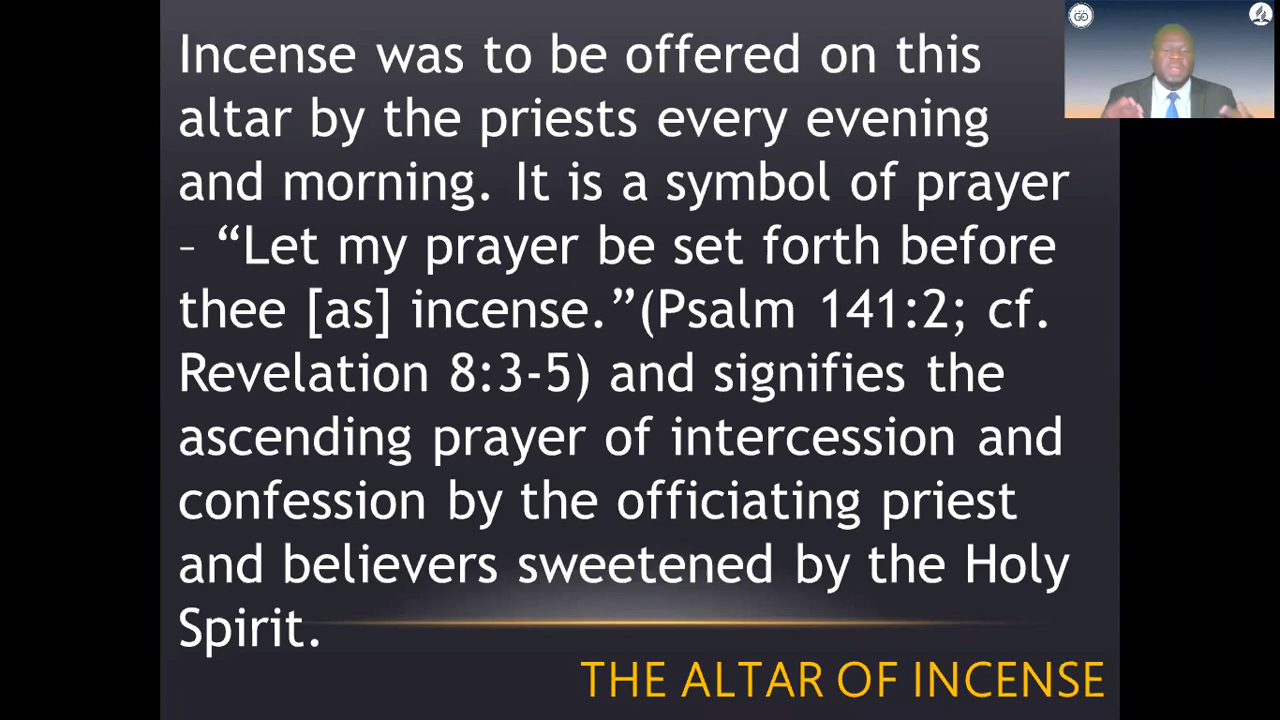 Incense was to be offered on this
altar by the priests every evening
and morning. It is a symbol of prayer
– “Let my prayer be set forth before
thee [as] incense.”(Psalm 141:2; cf.
Revelation 8:3-5) and signifies the
ascending prayer of intercession and
confession by the officiating priest
and believers sweetened by the Holy
Spirit.
THE ALTAR OF INCENSE